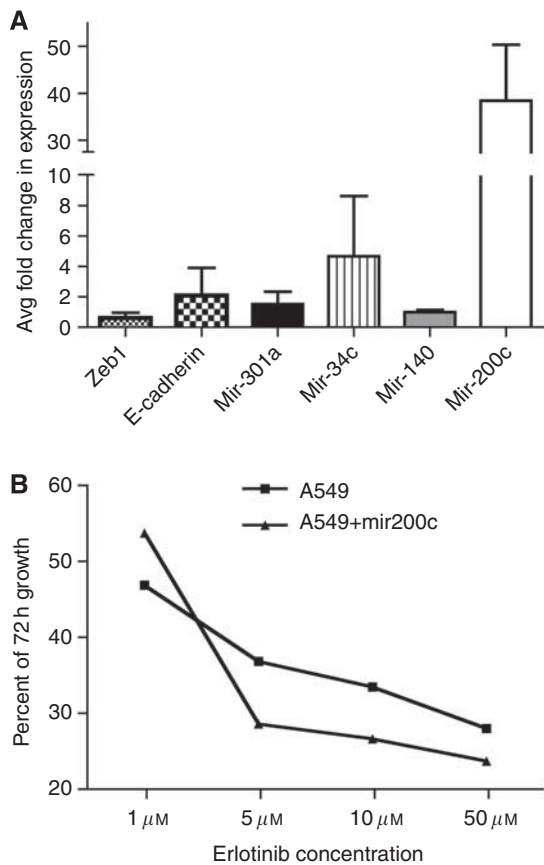 A
Avg fold change in expression
50
40
30
10
8
6
4
2
0
Zeb1
E-cadherin
Mir-301a
Mir-34c
Mir-140
Mir-200c
B
Percent of 72 h growth
60
50
40
30
20
A549
A549+mir200c
1 μM
5 μM
10 μM
50 μM
Erlotinib concentration